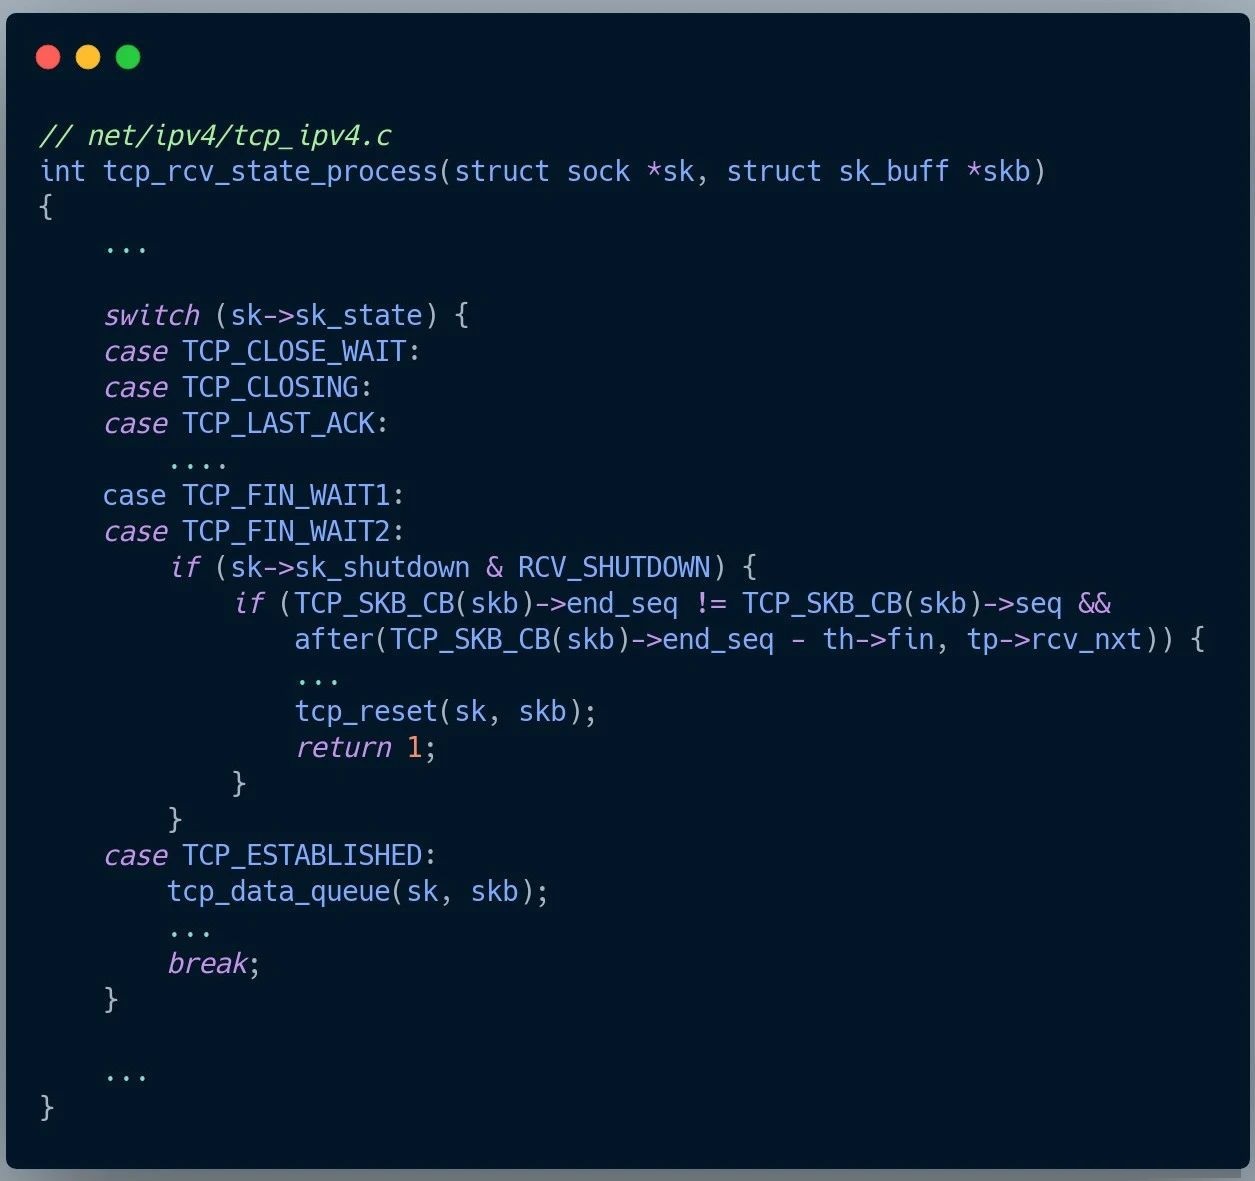 // net/ipv4/tcp_ipv4.c
int tcp_rcv_state_process(struct sock *sk, struct sk_buff *skb)
{
    ...

    switch (sk->sk_state) {
    case TCP_CLOSE_WAIT:
    case TCP_CLOSING:
    case TCP_LAST_ACK:
        ....
    case TCP_FIN_WAIT1:
    case TCP_FIN_WAIT2:
        if (sk->sk_shutdown & RCV_SHUTDOWN) {
            if (TCP_SKB_CB(skb)->end_seq != TCP_SKB_CB(skb)->seq &&
                after(TCP_SKB_CB(skb)->end_seq - th->fin, tp->rcv_nxt)) {
                ...
                tcp_reset(sk, skb);
                return 1;
            }
        }
    case TCP_ESTABLISHED:
        tcp_data_queue(sk, skb);
        ...
        break;
    }

    ...
}